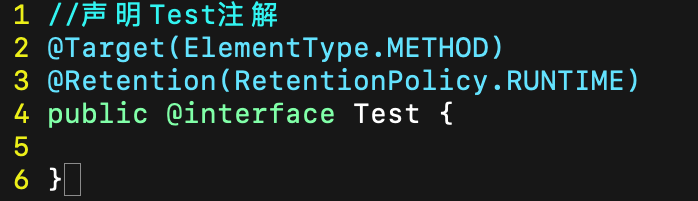 1 //声明Test注解
2 @Target(ElementType.METHOD)
3 @Retention(RetentionPolicy.RUNTIME)
4 public @interface Test {
5
6 }